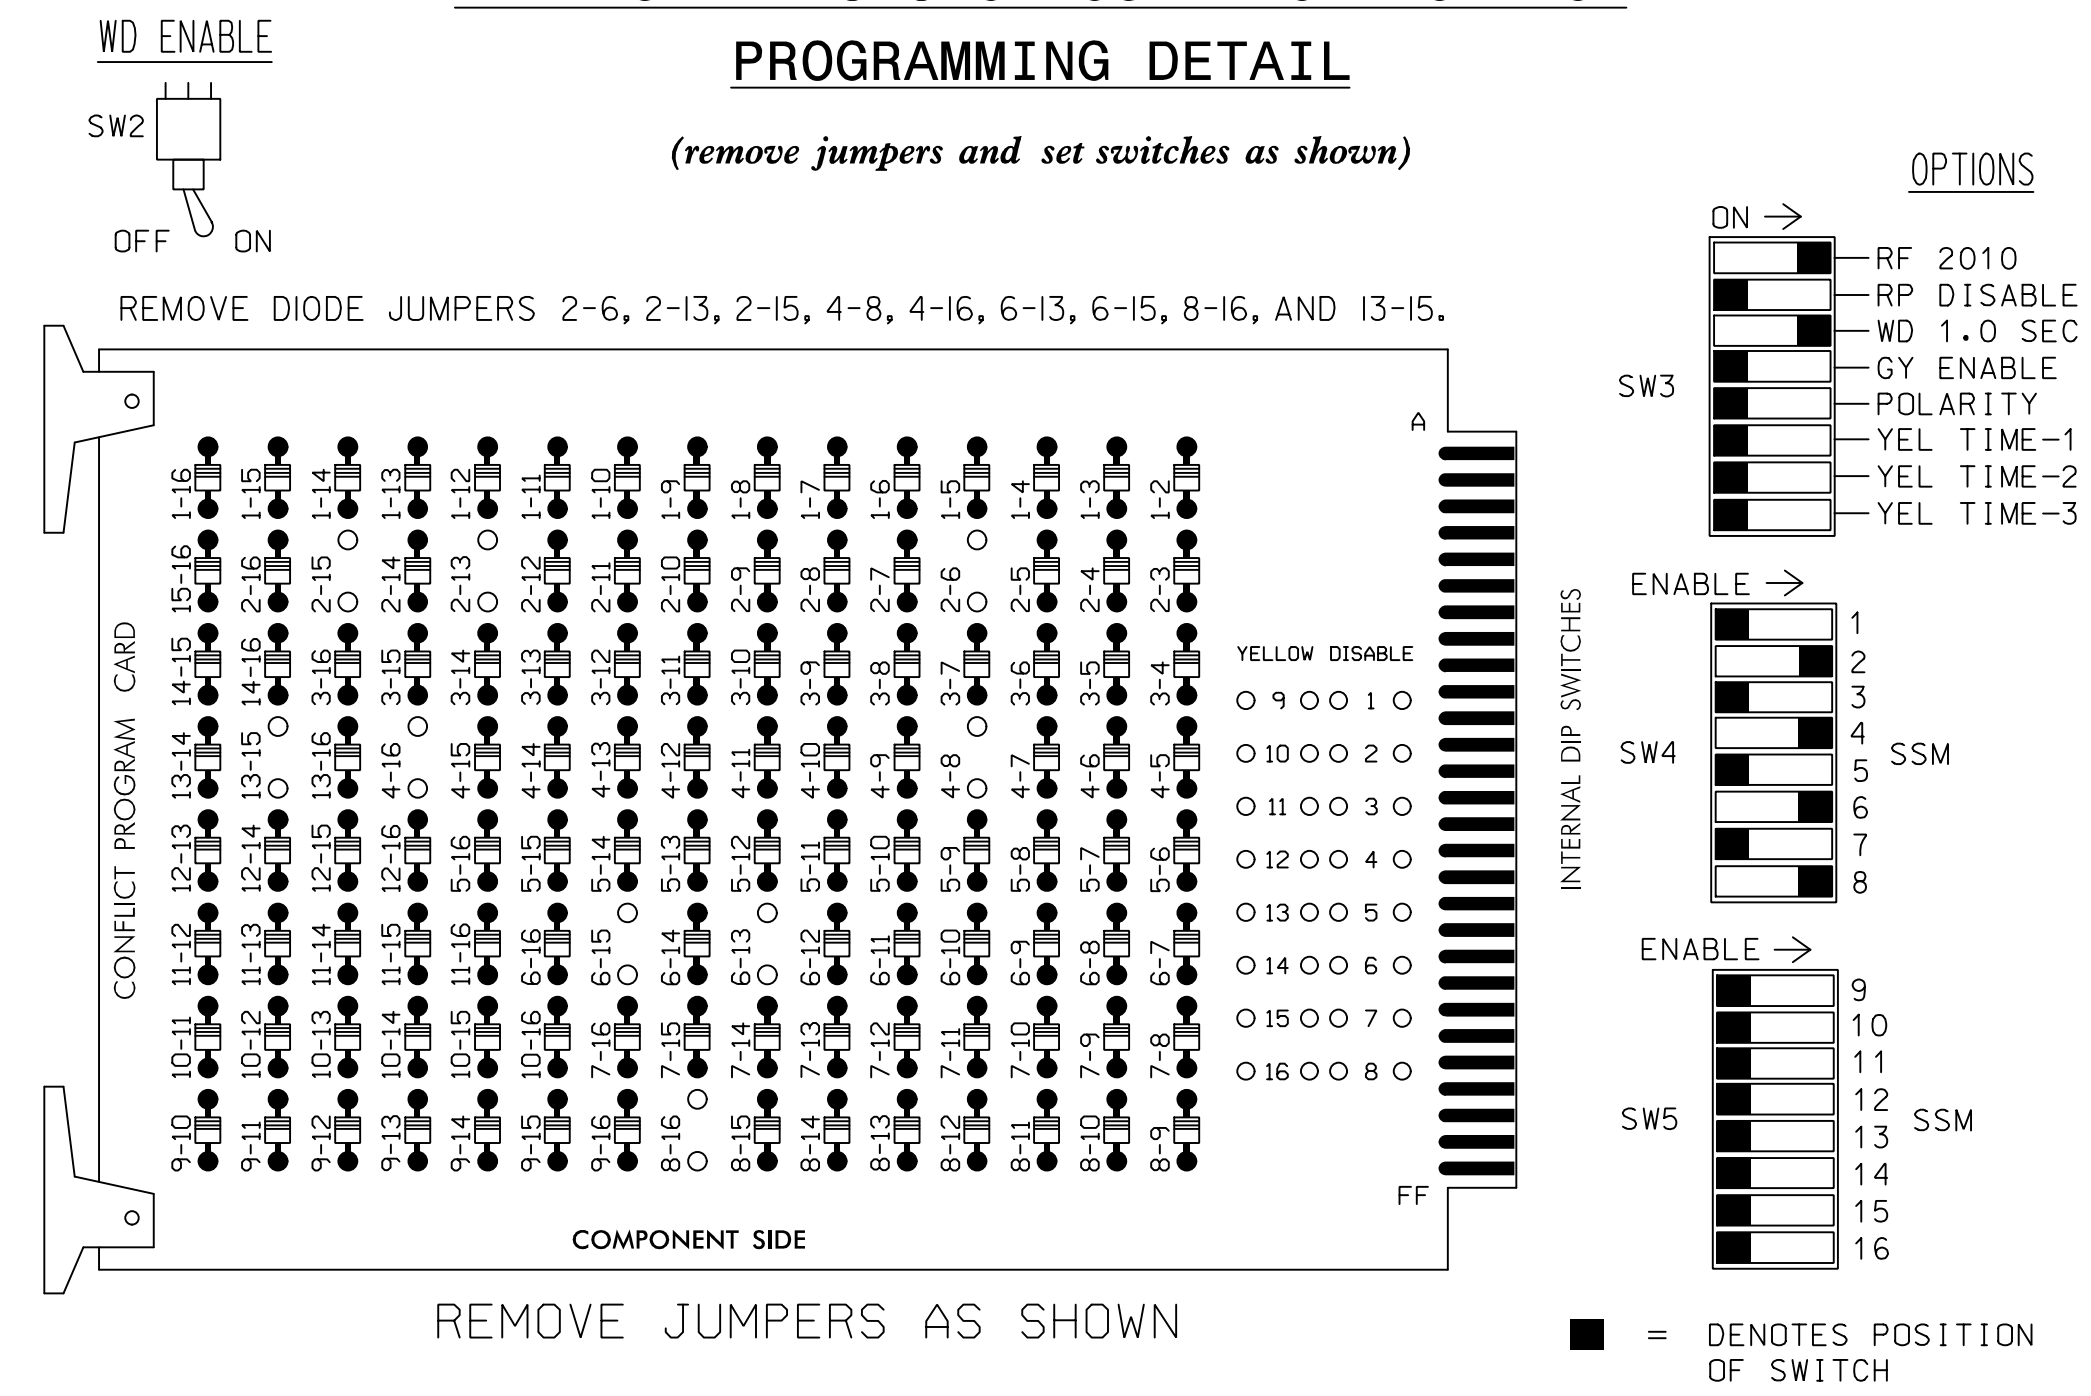 WD ENABLE
PROGRAMMING DETAIL
SW2
(remove jumpers and set switches as shown)
OFF ON
OPTIONS
ON →
RF 2010
RP DISABLE
WD 1.0 SEC
GY ENABLE
POLARITY
YEL TIME-1
YEL TIME-2
YEL TIME-3
SW3
REMOVE DIODE JUMPERS 2-6, 2-13, 2-15, 4-8, 4-16, 6-13, 6-15, 8-16, AND 13-15.
A
CONFLICT PROGRAM CARD
1-16 1-15 1-14 1-13 1-12 1-11 1-10 1-9 1-8 1-7 1-6 1-5 1-4 1-3 1-2
15-16 2-16 2-15 2-14 2-13 2-12 2-11 2-10 2-9 2-8 2-7 2-6 2-5 2-4 2-3
14-15 14-16 3-16 3-15 3-14 3-13 3-12 3-11 3-10 3-9 3-8 3-7 3-6 3-5 3-4
13-14 13-15 13-16 4-16 4-15 4-14 4-13 4-12 4-11 4-10 4-9 4-8 4-7 4-6 4-5
12-13 12-14 12-15 12-16 5-16 5-15 5-14 5-13 5-12 5-11 5-10 5-9 5-8 5-7 5-6
11-12 11-13 11-14 11-15 11-16 6-16 6-15 6-14 6-13 6-12 6-11 6-10 6-9 6-8 6-7
10-11 10-12 10-13 10-14 10-15 10-16 7-16 7-15 7-14 7-13 7-12 7-11 7-10 7-9 7-8
9-10 9-11 9-12 9-13 9-14 9-15 9-16 8-16 8-15 8-14 8-13 8-12 8-11 8-10 8-9
YELLOW DISABLE
9 1
10 2
11 3
12 4
13 5
14 6
15 7
16 8
FF
COMPONENT SIDE
INTERNAL DIP SWITCHES
ENABLE →
1
2
3
4
5
6
7
8
SW4
SSM
ENABLE →
9
10
11
12
13
14
15
16
SW5
SSM
REMOVE JUMPERS AS SHOWN
= DENOTES POSITION
OF SWITCH